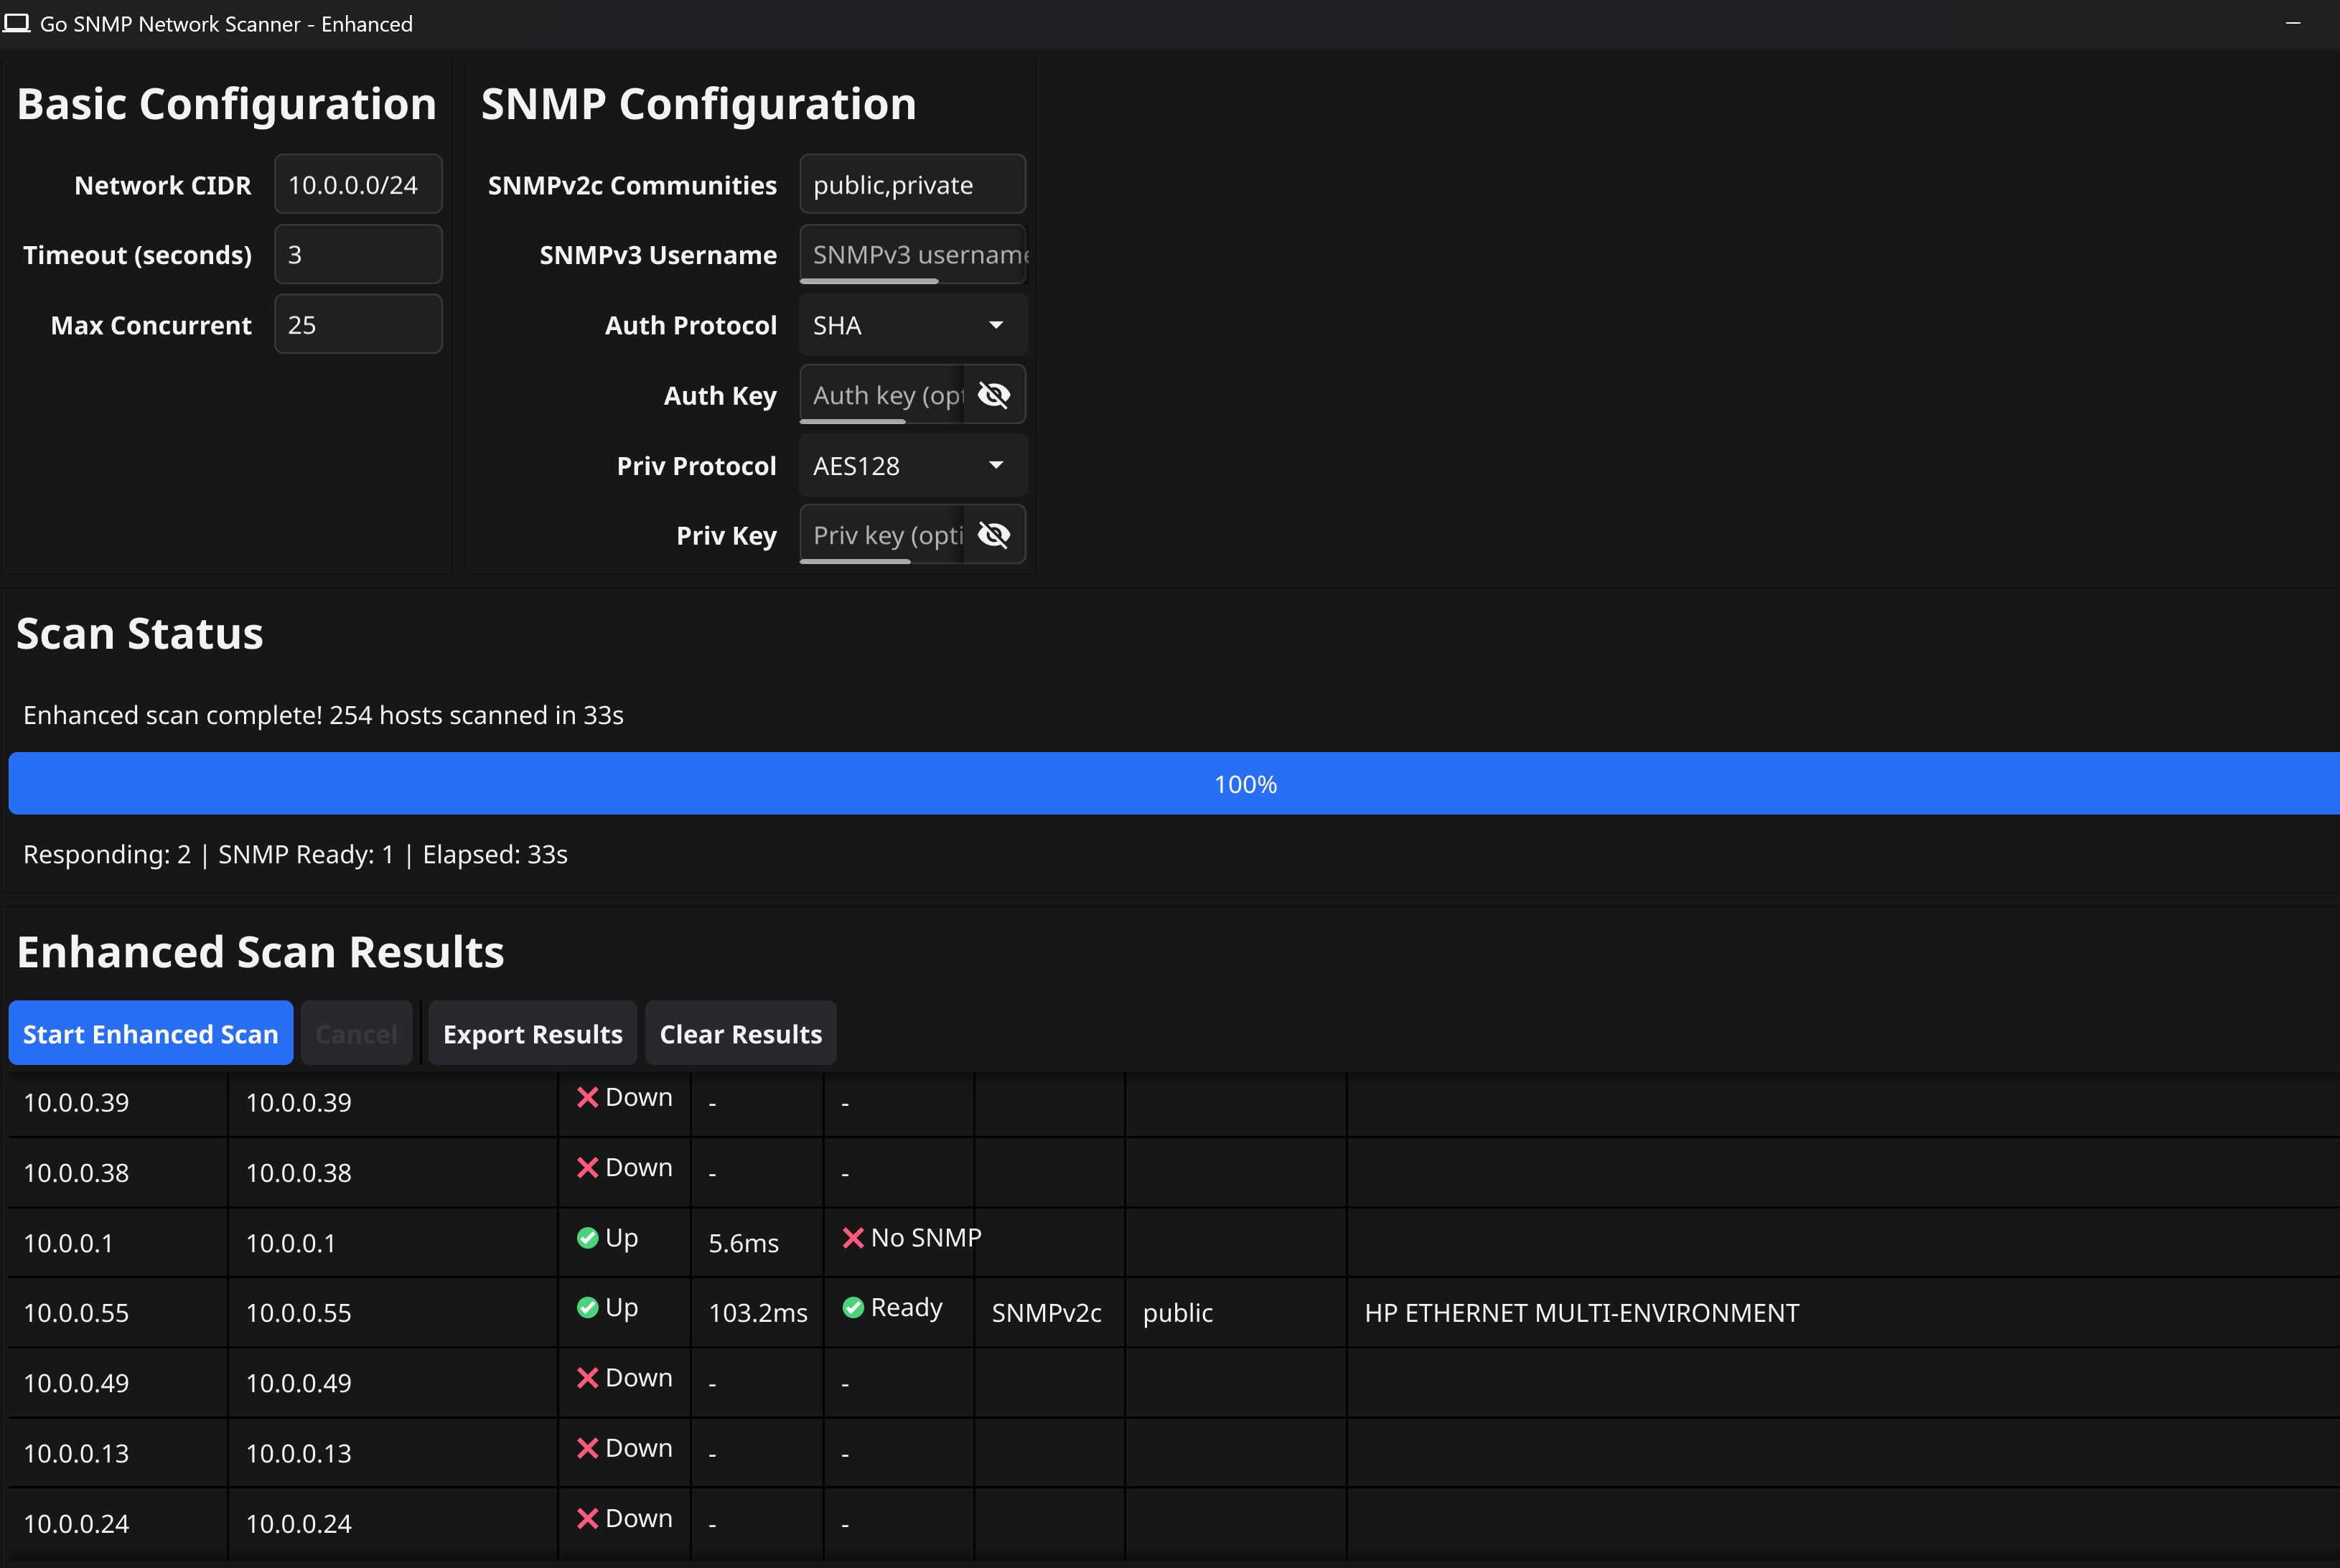 Go SNMP Network Scanner - Enhanced
Basic Configuration
Network CIDR 10.0.0.0/24
Timeout (seconds) 3
Max Concurrent 25
SNMP Configuration
SNMPv2c Communities public,private
SNMPv3 Username SNMPv3 username
Auth Protocol SHA
Auth Key Auth key (opt
Priv Protocol AES128
Priv Key Priv key (opti
Scan Status
Enhanced scan complete! 254 hosts scanned in 33s
100%
Responding: 2 | SNMP Ready: 1 | Elapsed: 33s
Enhanced Scan Results
Start Enhanced Scan Cancel Export Results Clear Results
10.0.0.39 10.0.0.39 ❌ Down - -
10.0.0.38 10.0.0.38 ❌ Down - -
10.0.0.1 10.0.0.1 ✅ Up 5.6ms ❌ No SNMP
10.0.0.55 10.0.0.55 ✅ Up 103.2ms ✅ Ready SNMPv2c public HP ETHERNET MULTI-ENVIRONMENT
10.0.0.49 10.0.0.49 ❌ Down - -
10.0.0.13 10.0.0.13 ❌ Down - -
10.0.0.24 10.0.0.24 ❌ Down - -